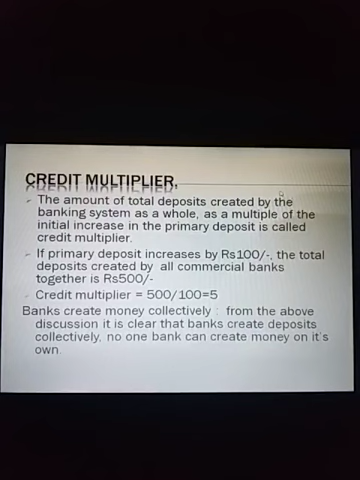 CREDIT MULTIPLIER,
The amount of total deposits created by the
banking system as a whole, as a multiple of the
initial increase in the primary deposit is called
credit multiplier.
If primary deposit increases by Rs100/-, the total
deposits created by all commercial banks
together is Rs500/-
Credit multiplier = 500/100=5
Banks create money collectively : from the above
discussion it is clear that banks create deposits
collectively, no one bank can create money on it's
own.